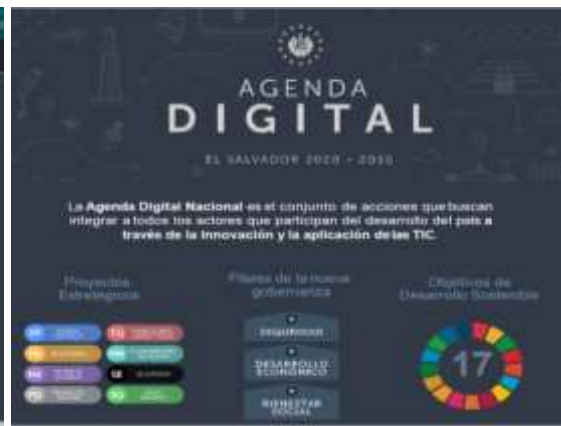 AGENDA
DIGITAL
EL SALVADOR 2020 - 2030
La Agenda Digital Nacional es el conjunto de acciones que buscan
integrar a todos los actores que participan del desarrollo del país a
través de la Innovación y la aplicación de las TIC.
Proyectos
Estratégicos
Pilares de la nueva
gobernanza
SEGURIDAD
DESARROLLO
ECONÓMICO
BIENESTAR
SOCIAL
Objetivos de
Desarrollo Sostenible
17